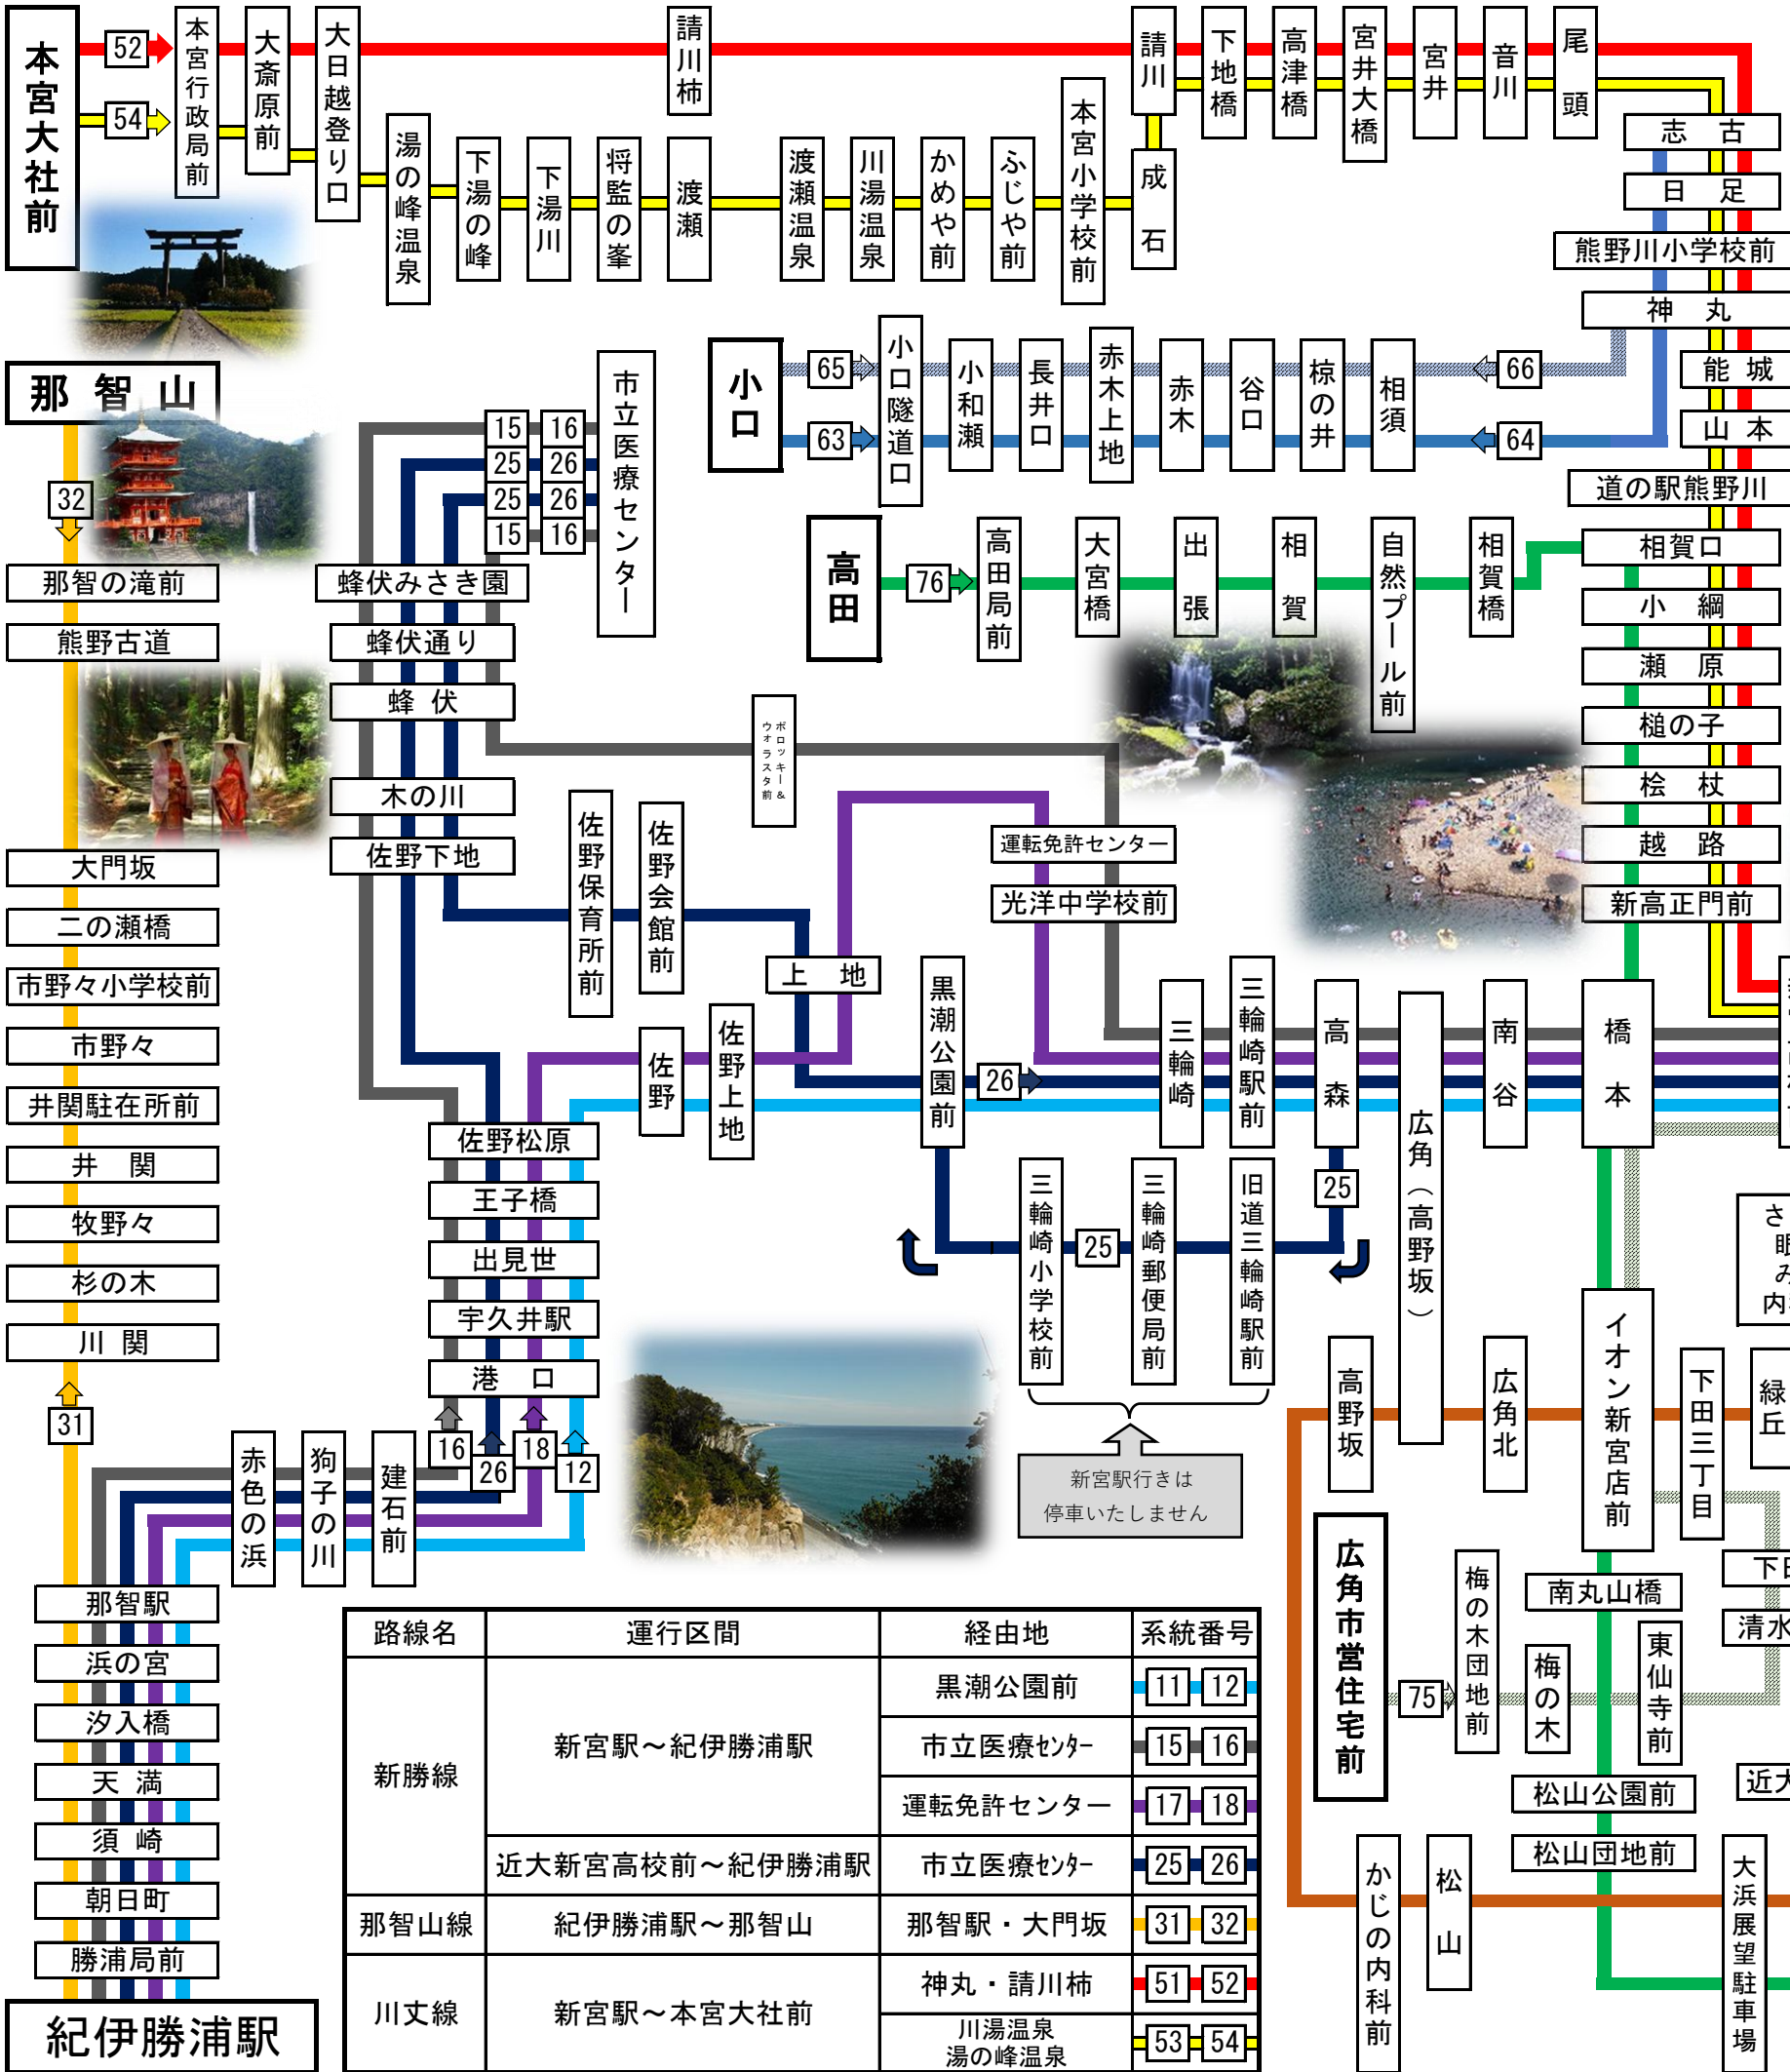 本宮大社前
52
54
本宮行政局前
大斎原前
大日越登り口
請川柿
請川
下地橋
高津橋
宮井大橋
宮井
音川
尾頭
湯の峰温泉
下湯の峰
下湯川
将監の峯
渡瀬
渡瀬温泉
川湯温泉
かめや前
ふじや前
本宮小学校前
成石
志古
日足
熊野川小学校前
神丸
能城
山本
道の駅熊野川
相賀口
小綱
瀬原
槌の子
桧杖
越路
新高正門前
小口
65
63
小口隧道口
小和瀬
長井口
赤木上地
赤木
谷口
椋の井
相須
66
64
高田
76
高田局前
大宮橋
出張
相賀
自然プール前
相賀橋
那智山
32
那智の滝前
熊野古道
大門坂
二の瀬橋
市野々小学校前
市野々
井関駐在所前
井関
牧野々
杉の木
川関
31
市立医療センター
15 16
25 26
25 26
15 16
蜂伏みさき園
蜂伏通り
蜂伏
木の川
佐野下地
佐野保育所前
佐野会館前
ボロッキー&
ウォラスタ前
運転免許センター
光洋中学校前
上地
佐野
佐野上地
黒潮公園前
26
三輪崎
三輪崎駅前
高森
広角(高野坂)
南谷
橋本
25
三輪崎小学校前
25
三輪崎郵便局前
旧道三輪崎駅前
新宮駅行きは
停車いたしません
佐野松原
王子橋
出見世
宇久井駅
港口
16
26
18
12
赤色の浜
狗子の川
建石前
那智駅
浜の宮
汐入橋
天満
須崎
朝日町
勝浦局前
紀伊勝浦駅
高野坂
広角北
イオン新宮店前
下田三丁目
緑丘
広角市営住宅前
75
梅の木団地前
梅の木
南丸山橋
東仙寺前
清水
近大
松山公園前
松山団地前
かじの内科前
松山
大浜展望駐車場
路線名 運行区間 経由地 系統番号
新勝線 新宮駅～紀伊勝浦駅 黒潮公園前 11 12
市立医療センター 15 16
運転免許センター 17 18
近大新宮高校前～紀伊勝浦駅 市立医療センター 25 26
那智山線 紀伊勝浦駅～那智山 那智駅・大門坂 31 32
川丈線 新宮駅～本宮大社前 神丸・請川柿 51 52
川湯温泉
湯の峰温泉 53 54